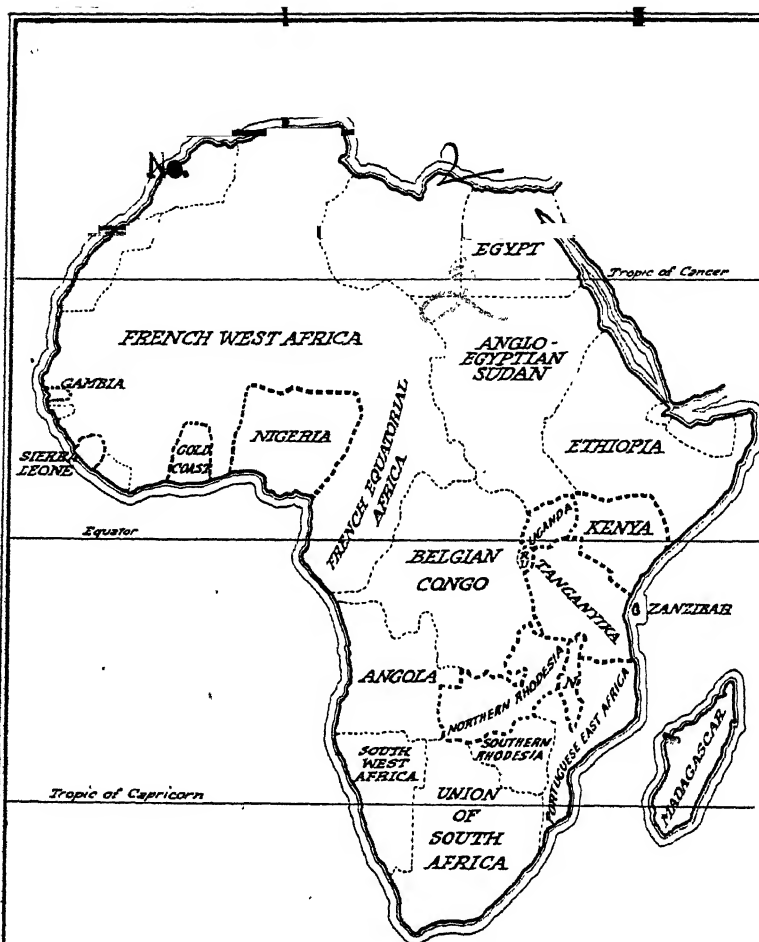 N.
EGYPT
Tropic of Cancer
FRENCH WEST AFRICA
ANGLO-
EGYPTIAN
SUDAN
GAMBIA
SIERRA
LEONE
GOLD
COAST
NIGERIA
FRENCH EQUATORIAL
AFRICA
ETHIOPIA
Equator
UGANDA
KENYA
BELGIAN
CONGO
TANGANYIKA
ZANZIBAR
ANGOLA
NORTHERN RHODESIA
N.
PORTUGUESE EAST AFRICA
SOUTH
WEST
AFRICA
SOUTHERN
RHODESIA
MADAGASCAR
Tropic of Capricorn
UNION
OF
SOUTH
AFRICA